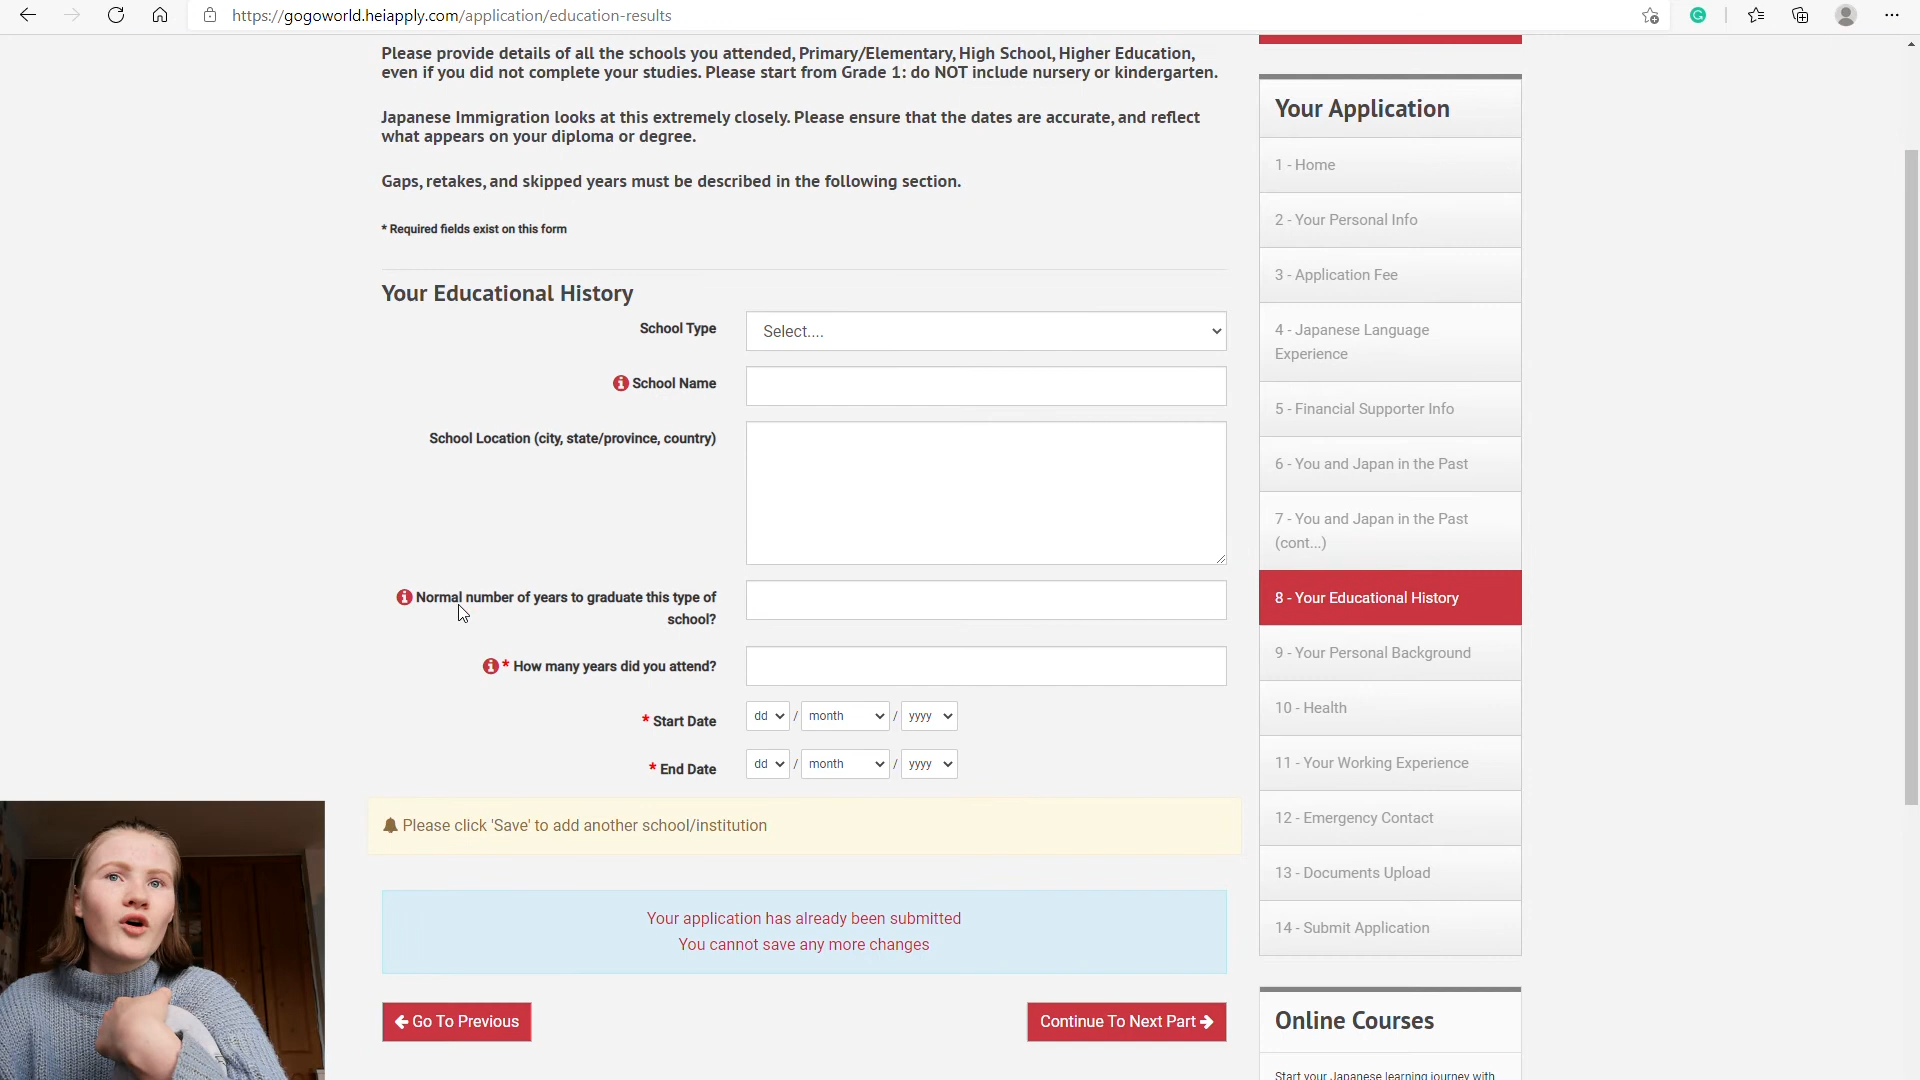 https://gogoworld.heiapply.com/application/education-results
Please provide details of all the schools you attended, Primary/Elementary, High School, Higher Education,
even if you did not complete your studies. Please start from Grade 1: do NOT include nursery or kindergarten.
Japanese Immigration looks at this extremely closely. Please ensure that the dates are accurate, and reflect
what appears on your diploma or degree.
Gaps, retakes, and skipped years must be described in the following section.
* Required fields exist on this form
Your Educational History
School Type
Select....
School Name
School Location (city, state/province, country)
Normal number of years to graduate this type of
school?
* How many years did you attend?
* Start Date
dd / month / yyyy
* End Date
dd / month / yyyy
Please click 'Save' to add another school/institution
Your application has already been submitted
You cannot save any more changes
Go To Previous
Continue To Next Part
Your Application
1 - Home
2 - Your Personal Info
3 - Application Fee
4 - Japanese Language
Experience
5 - Financial Supporter Info
6 - You and Japan in the Past
7 - You and Japan in the Past
(cont...)
8 - Your Educational History
9 - Your Personal Background
10 - Health
11 - Your Working Experience
12 - Emergency Contact
13 - Documents Upload
14 - Submit Application
Online Courses
Start your Japanese learning journey with